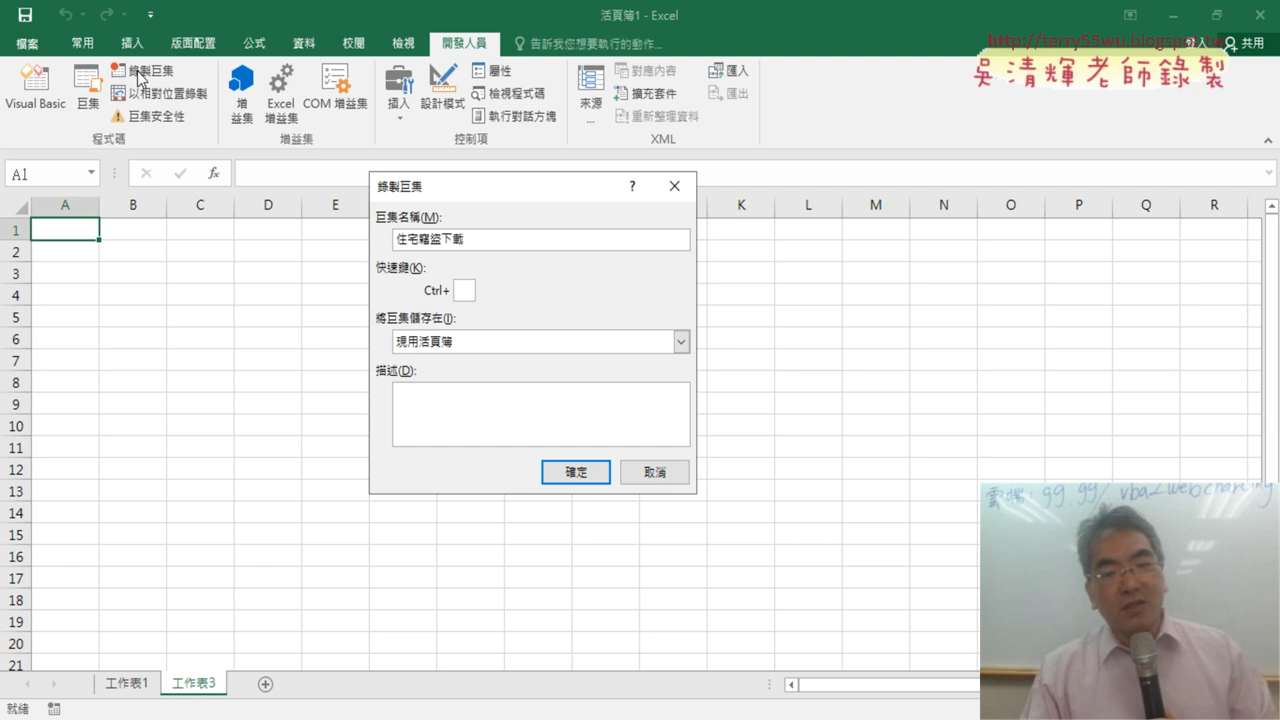 活頁簿1 - Excel
檔案 常用 插入 版面配置 公式 資料 校閱 檢視 開發人員 告訴我您想要執行的動作... 共用
http://terry55wu.blogspot.tw
吳清輝老師錄製
Visual Basic 巨集 錄製巨集 以相對位置錄製 巨集安全性
增益集 Excel 增益集 COM 增益集
插入 設計模式 屬性 檢視程式碼 執行對話方塊
來源... 對應內容 擴充套件 重新整理資料 匯入 匯出
程式碼 增益集 控制項 XML
A1 fx
A B C D E K L M N O P Q R
1
2
3
4
5
6
7
8
9
10
11
12
13
14
15
16
17
18
19
20
21
錄製巨集 ?
巨集名稱(M):
住宅竊盜下載
快速鍵(K):
Ctrl+
將巨集儲存在(I):
現用活頁簿
描述(D):
確定 取消
雲端: gg.gg/
工作表1 工作表3
就緒